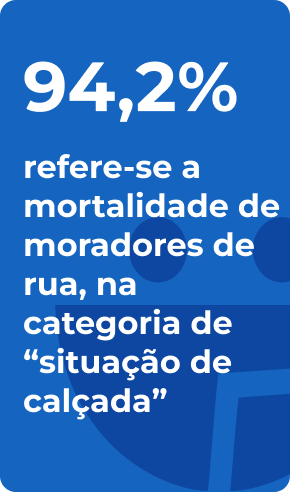 94,2%
refere-se a
mortalidade de
moradores de
rua, na
categoria de
“situação de
calçada”